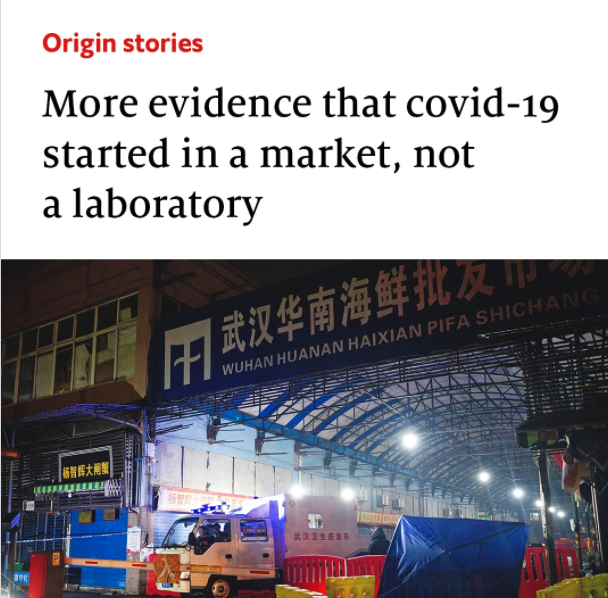 Origin stories
More evidence that covid-19
started in a market, not
a laboratory
武汉华南海鲜批发市场
WUHAN HUANAN HAIXIAN PIFA SHICHANG
杨智辉大闸蟹
武汉卫生应急队